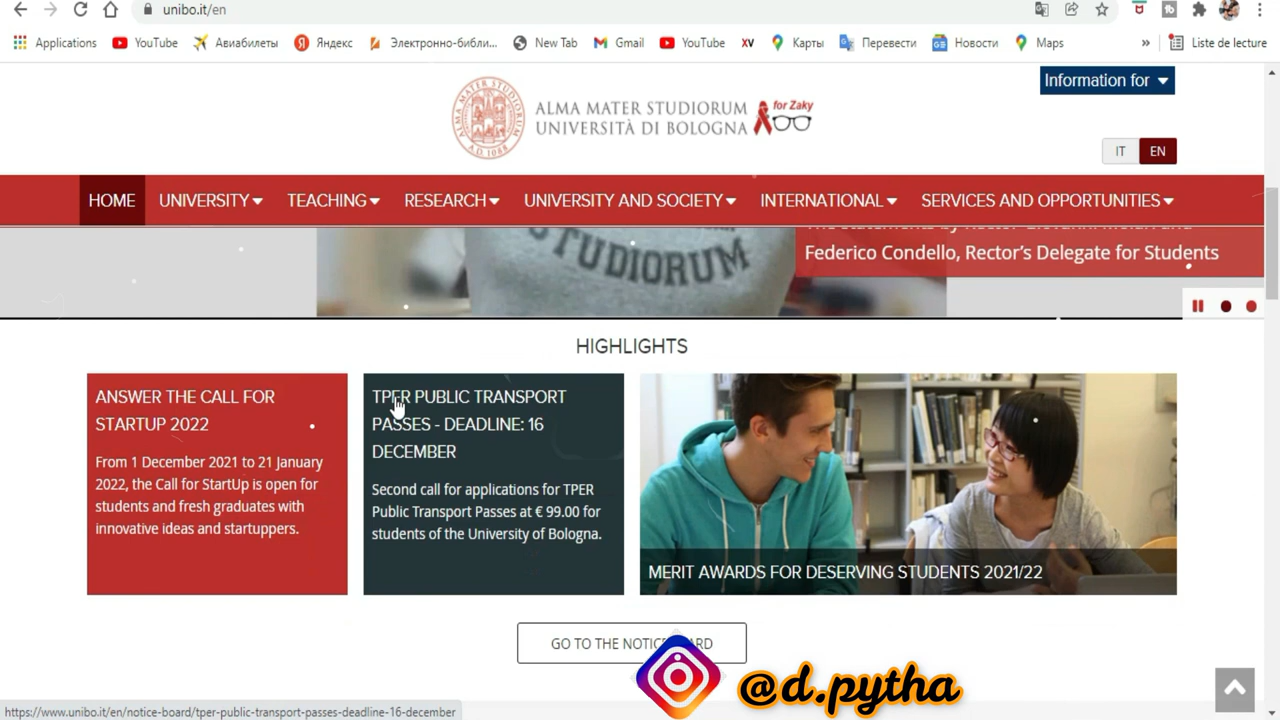 unibo.it/en
Applications
YouTube
Авиабилеты
Яндекс
Электронно-библи...
New Tab
Gmail
YouTube
XV
Карты
Перевести
Новости
Maps
»
Liste de lecture
Information for
ALMA MATER STUDIORUM
UNIVERSITÀ DI BOLOGNA
for Zaky
IT
EN
HOME
UNIVERSITY
TEACHING
RESEARCH
UNIVERSITY AND SOCIETY
INTERNATIONAL
SERVICES AND OPPORTUNITIES
STUDIORUM
Federico Condello, Rector's Delegate for Students
HIGHLIGHTS
ANSWER THE CALL FOR
STARTUP 2022
From 1 December 2021 to 21 January
2022, the Call for StartUp is open for
students and fresh graduates with
innovative ideas and startuppers.
TPER PUBLIC TRANSPORT
PASSES - DEADLINE: 16
DECEMBER
Second call for applications for TPER
Public Transport Passes at € 99.00 for
students of the University of Bologna.
MERIT AWARDS FOR DESERVING STUDENTS 2021/22
GO TO THE NOTICE BOARD
@d.pytha
https://www.unibo.it/en/notice-board/tper-public-transport-passes-deadline-16-december